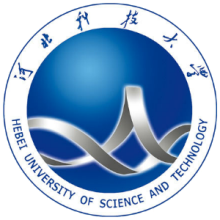 河北科技大学
HEBEI UNIVERSITY OF SCIENCE AND TECHNOLOGY